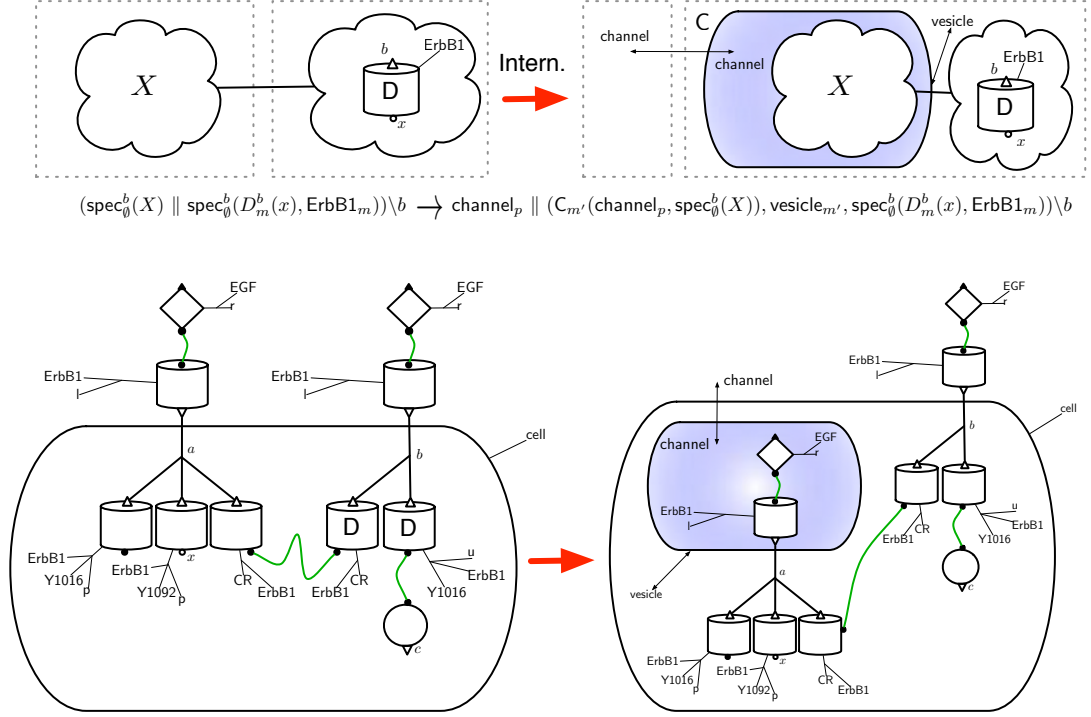 X
b
ErbB1
D
x
Intern.
channel
C
channel
X
vesicle
b
ErbB1
D
x
(spec^b_∅(X) ∥ spec^b_∅(D^b_m(x), ErbB1_m))\b → channel_p ∥ (C_{m′}(channel_p, spec^b_∅(X)), vesicle_{m′}, spec^b_∅(D^b_m(x), ErbB1_m))\b
EGF
r
EGF
r
ErbB1
l
ErbB1
l
cell
a
b
D
D
ErbB1
Y1016
p
x
ErbB1
Y1092
p
CR
ErbB1
ErbB1
CR
u
ErbB1
Y1016
c
EGF
r
ErbB1
l
channel
cell
channel
EGF
r
b
ErbB1
l
CR
ErbB1
u
ErbB1
Y1016
vesicle
a
c
ErbB1
Y1016
p
x
ErbB1
Y1092
p
CR
ErbB1